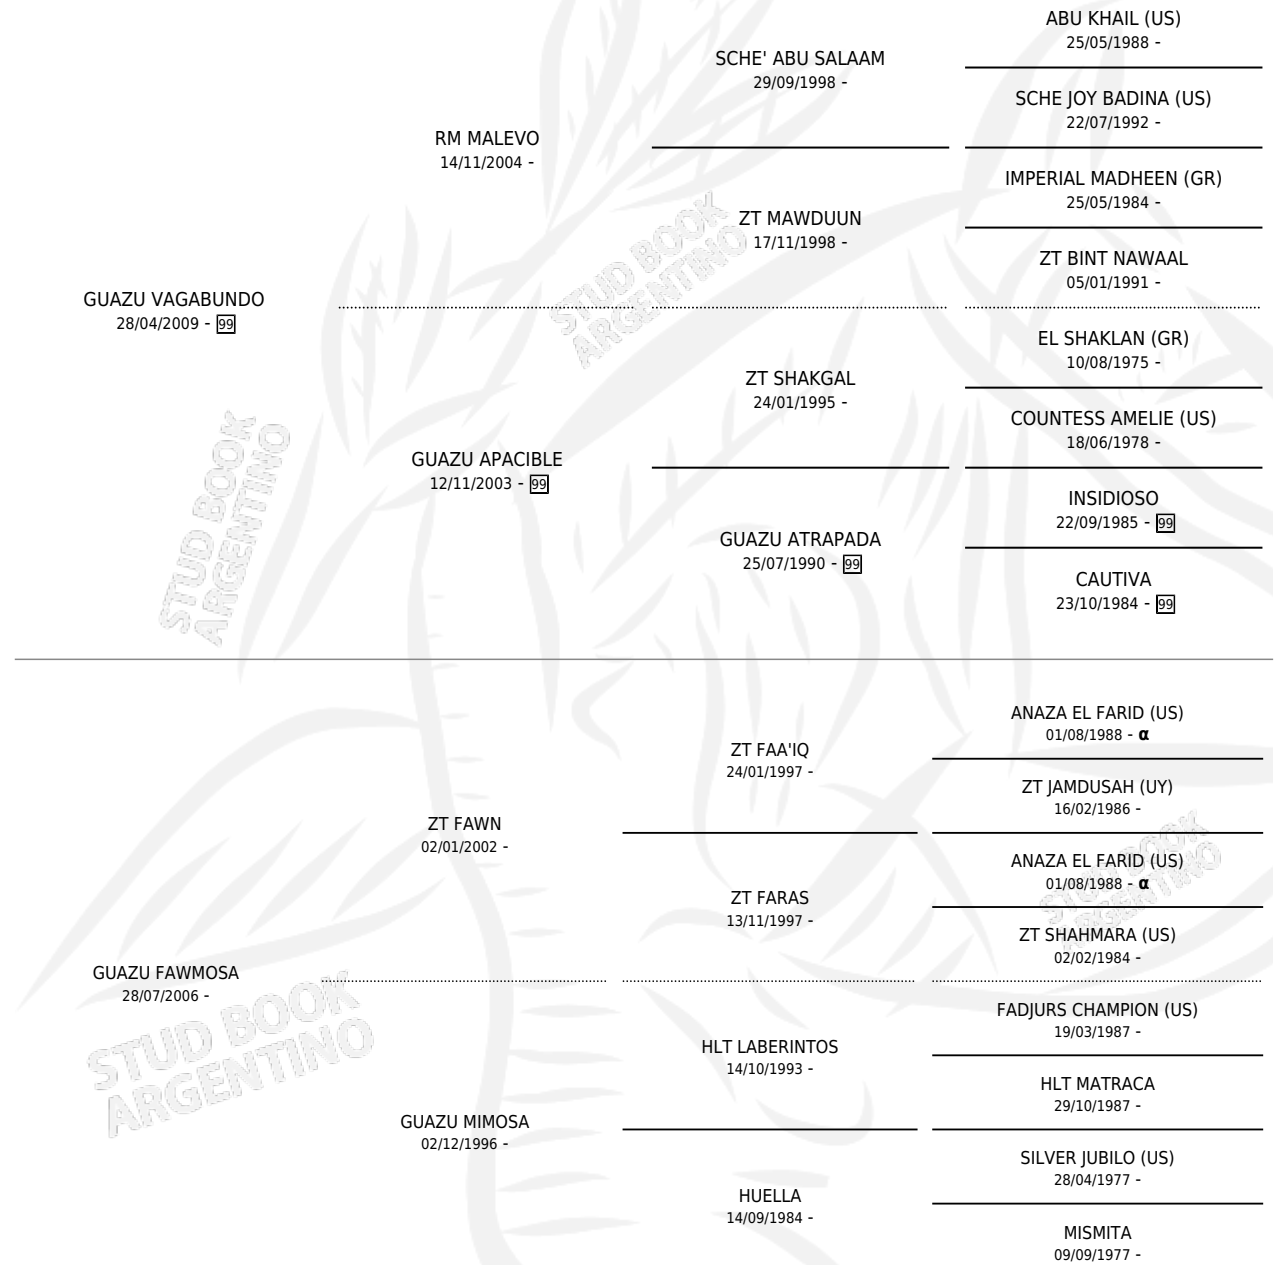 ABU KHAIL (US)
25/05/1988 -
SCHE' ABU SALAAM
29/09/1998 -
SCHE JOY BADINA (US)
22/07/1992 -
RM MALEVO
14/11/2004 -
IMPERIAL MADHEEN (GR)
25/05/1984 -
ZT MAWDUUN
17/11/1998 -
ZT BINT NAWAAL
05/01/1991 -
GUAZU VAGABUNDO
28/04/2009 - 99
EL SHAKLAN (GR)
10/08/1975 -
ZT SHAKGAL
24/01/1995 -
COUNTESS AMELIE (US)
18/06/1978 -
GUAZU APACIBLE
12/11/2003 - 99
INSIDIOSO
22/09/1985 - 99
GUAZU ATRAPADA
25/07/1990 - 99
CAUTIVA
23/10/1984 - 99
ANAZA EL FARID (US)
01/08/1988 - α
ZT FAA'IQ
24/01/1997 -
ZT JAMDUSAH (UY)
16/02/1986 -
ZT FAWN
02/01/2002 -
ANAZA EL FARID (US)
01/08/1988 - α
ZT FARAS
13/11/1997 -
ZT SHAHMARA (US)
02/02/1984 -
GUAZU FAWMOSA
28/07/2006 -
FADJURS CHAMPION (US)
19/03/1987 -
HLT LABERINTOS
14/10/1993 -
HLT MATRACA
29/10/1987 -
GUAZU MIMOSA
02/12/1996 -
SILVER JUBILO (US)
28/04/1977 -
HUELLA
14/09/1984 -
MISMITA
09/09/1977 -
STUD BOOK
ARGENTINO
STUD BOOK
ARGENTINO
STUD BOOK
ARGENTINO
STUD BOOK
ARGENTINO